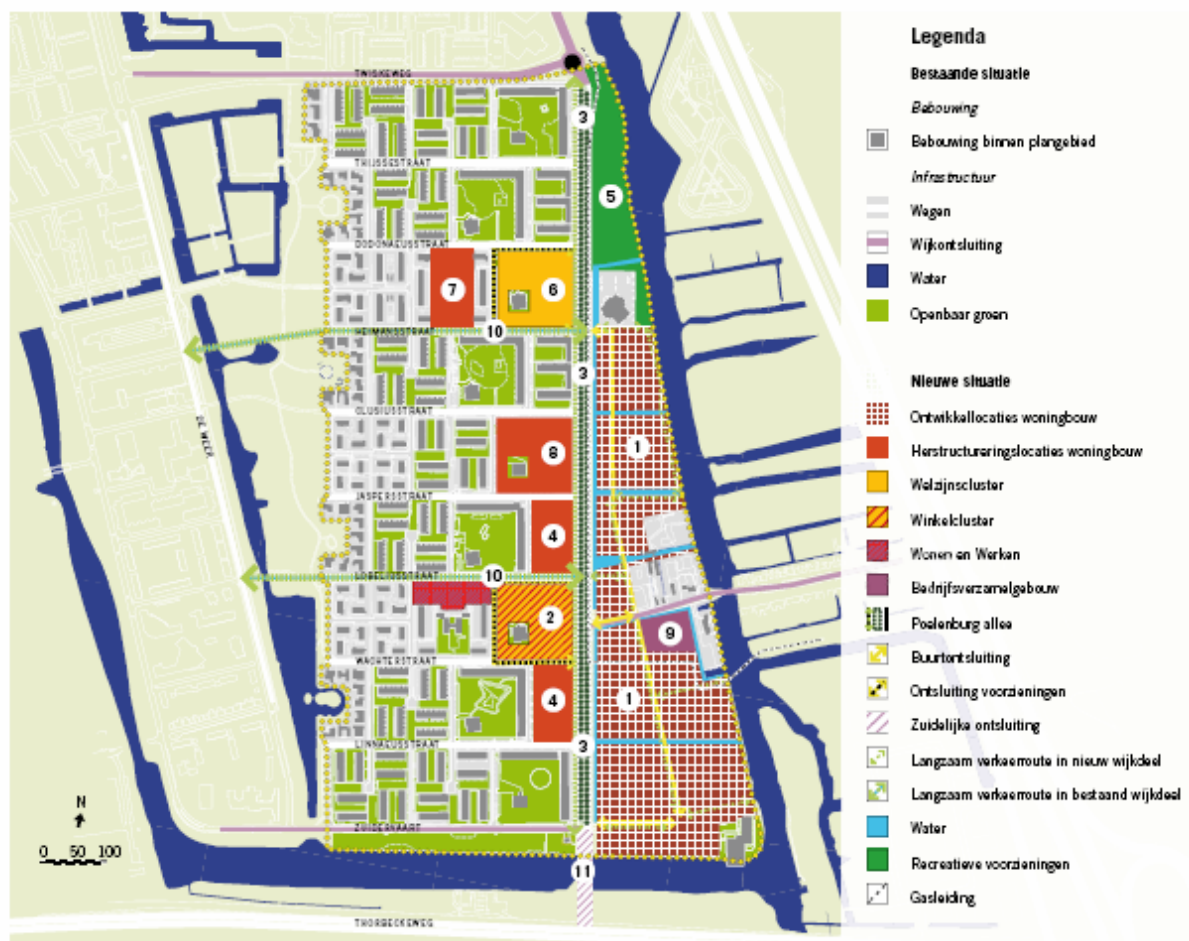 TWISKEWEG
3
THIJSSESTRAAT
5
DODONAEUSSTRAAT
7
6
HEIMANSSTRAAT
10
3
CLUSIUSSTRAAT
1
8
DE WEER
JASPERSSTRAAT
4
LOBELIUSSTRAAT
10
2
9
WACHTERSTRAAT
4
1
LINNAEUSSTRAAT
3
N
ZUIDERVAART
0 50 100
11
THORBECKEWEG
Legenda
Bestaande situatie
Bebouwing
Bebouwing binnen plangebied
Infrastructuur
Wegen
Wijkontsluiting
Water
Openbaar groen
Nieuwe situatie
Ontwikkellocaties woningbouw
Herstructureringslocaties woningbouw
Welzijnscluster
Winkelcluster
Wonen en Werken
Bedrijfsverzamelgebouw
Poelenburg allee
Buurtontsluiting
Ontsluiting voorzieningen
Zuidelijke ontsluiting
Langzaam verkeerroute in nieuw wijkdeel
Langzaam verkeerroute in bestaand wijkdeel
Water
Recreatieve voorzieningen
Gasleiding